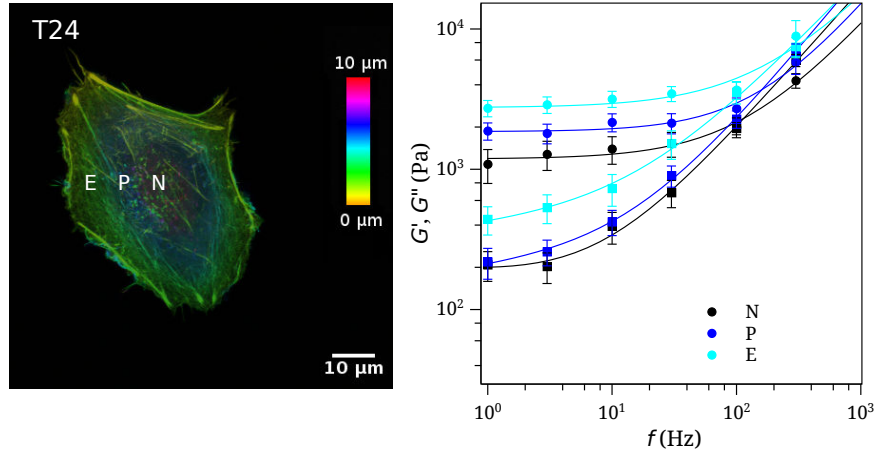 T24
10 μm
0 μm
E P N
10 μm
G', G'' (Pa)
10⁴
10³
10²
N
P
E
10⁰ 10¹ 10² 10³
f (Hz)